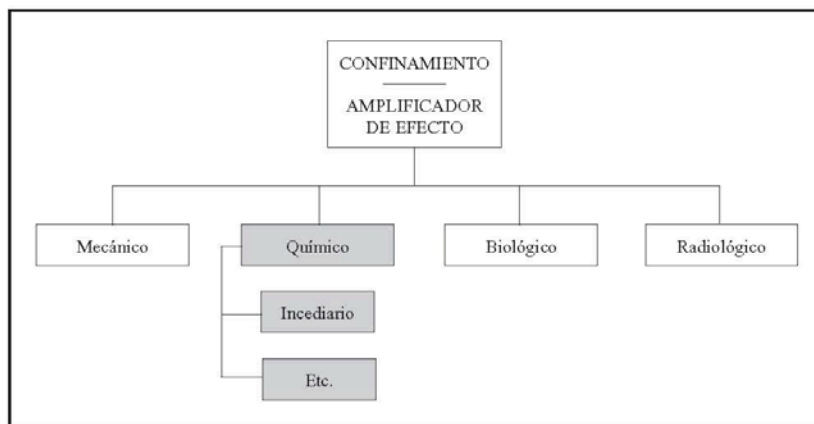 CONFINAMIENTO
AMPLIFICADOR
DE EFECTO
Mecánico
Químico
Biológico
Radiológico
Incediario
Etc.